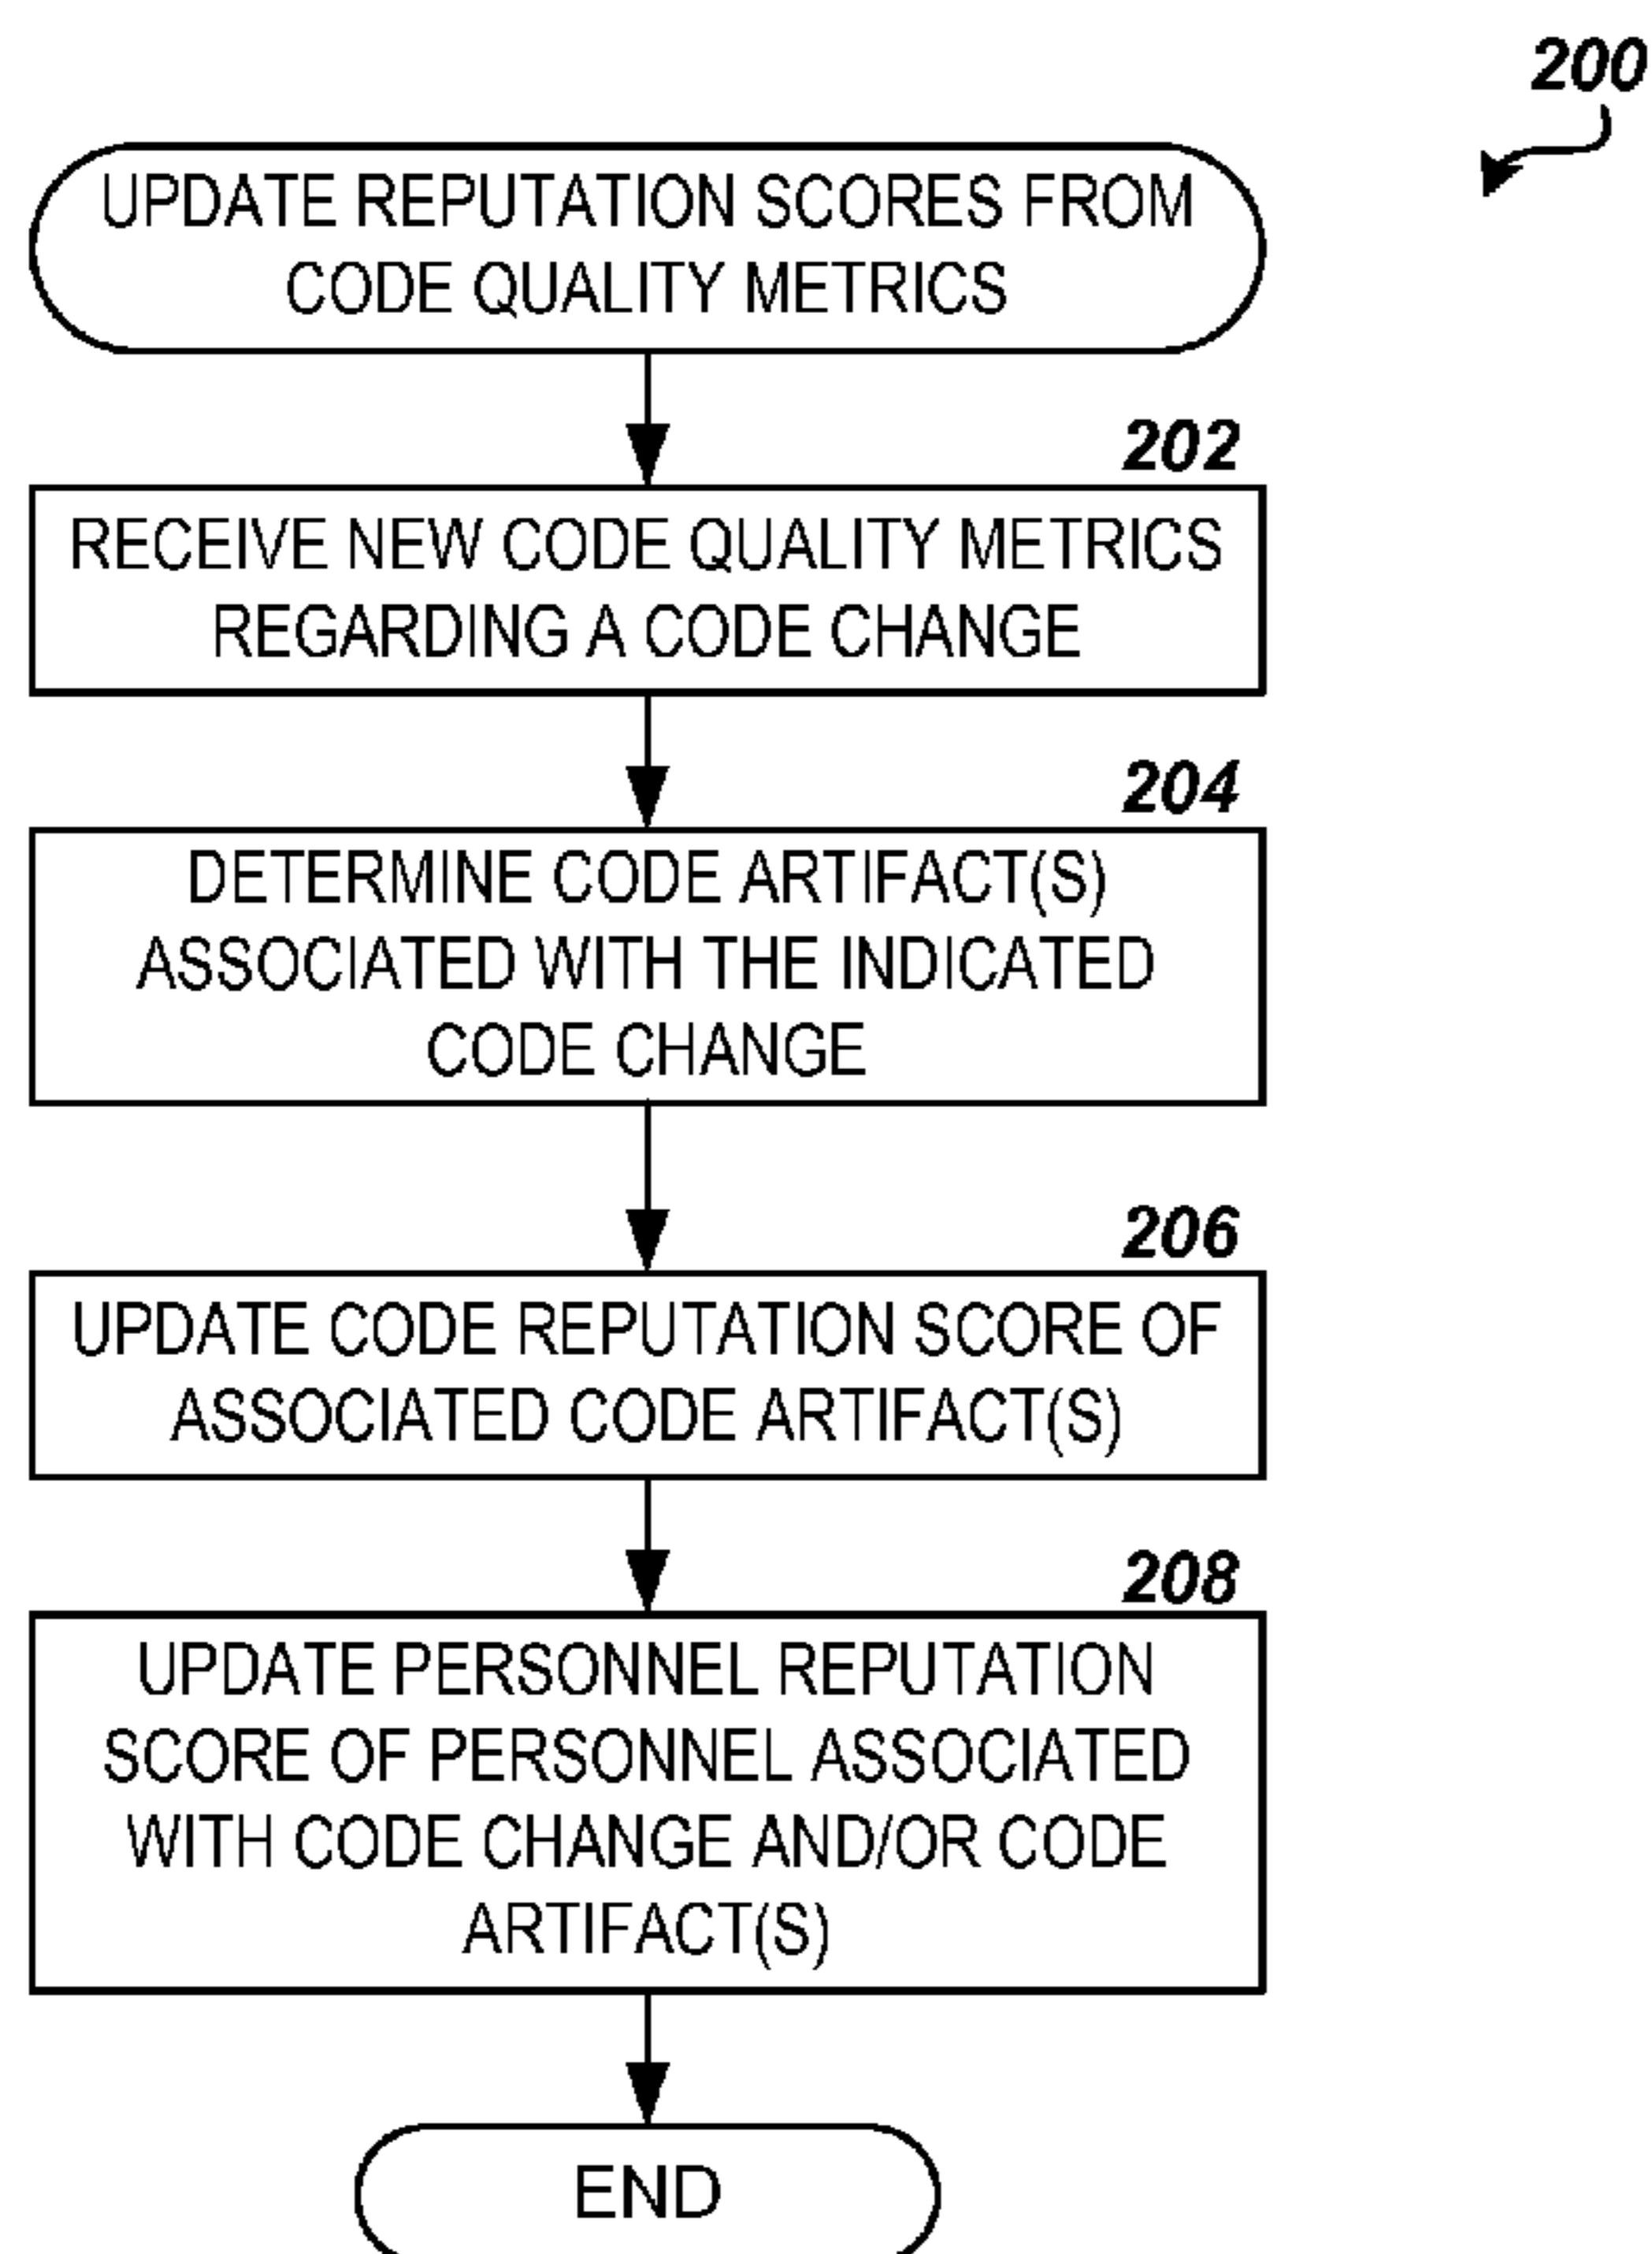 200
UPDATE REPUTATION SCORES FROM
CODE QUALITY METRICS
202
RECEIVE NEW CODE QUALITY METRICS
REGARDING A CODE CHANGE
204
DETERMINE CODE ARTIFACT(S)
ASSOCIATED WITH THE INDICATED
CODE CHANGE
206
UPDATE CODE REPUTATION SCORE OF
ASSOCIATED CODE ARTIFACT(S)
208
UPDATE PERSONNEL REPUTATION
SCORE OF PERSONNEL ASSOCIATED
WITH CODE CHANGE AND/OR CODE
ARTIFACT(S)
END